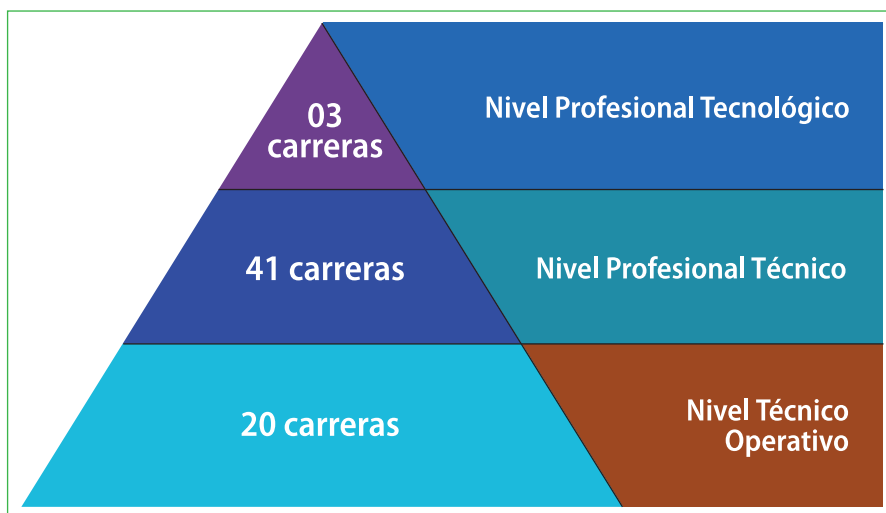 03
carreras
Nivel Profesional Tecnológico
41 carreras
Nivel Profesional Técnico
20 carreras
Nivel Técnico
Operativo